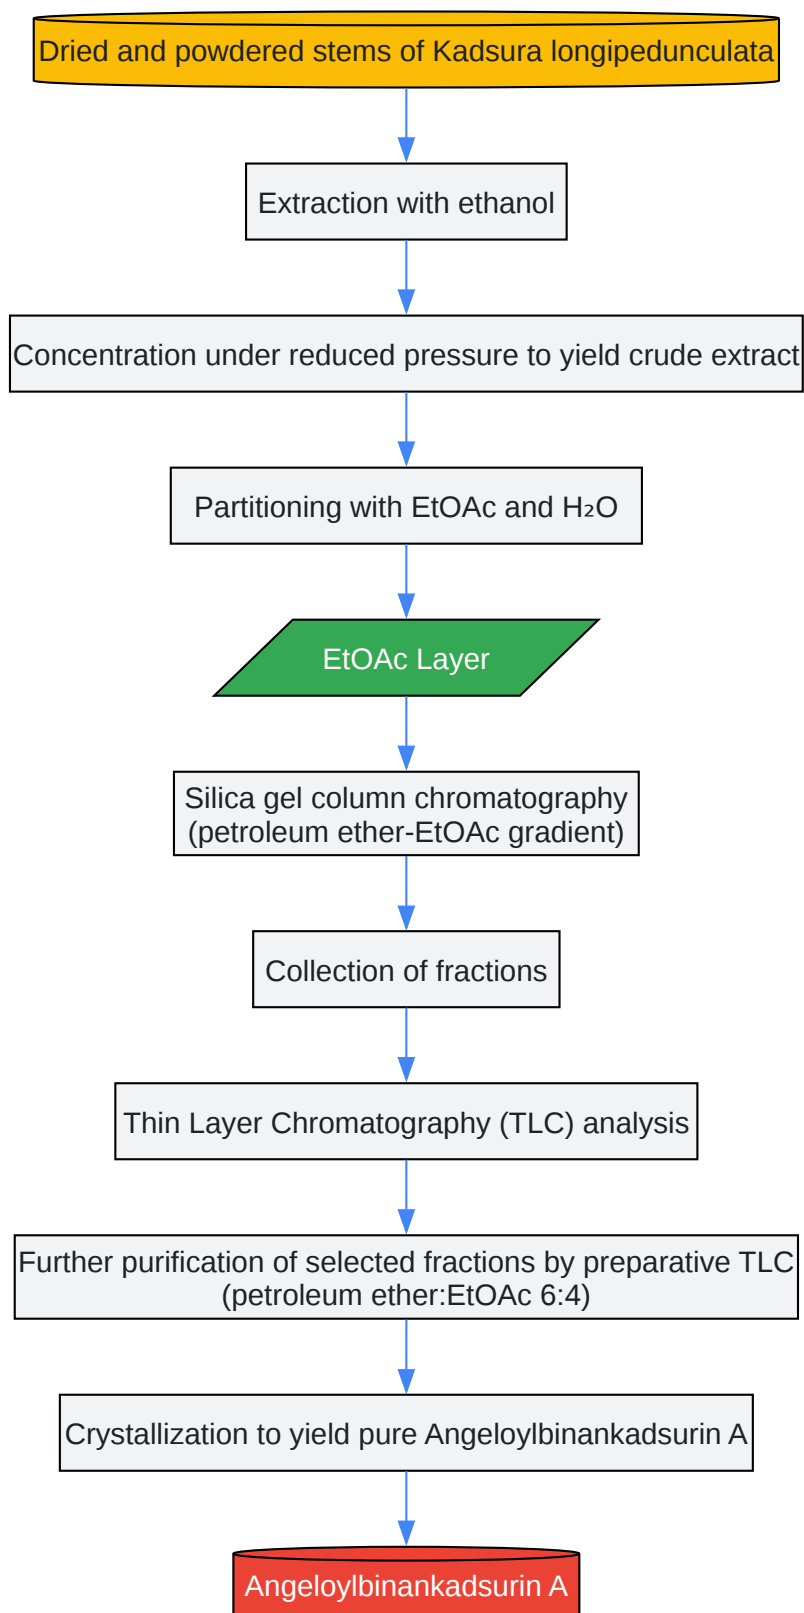 Dried and powdered stems of Kadsura longipedunculata
Extraction with ethanol
Concentration under reduced pressure to yield crude extract
Partitioning with EtOAc and H₂O
EtOAc Layer
Silica gel column chromatography
(petroleum ether-EtOAc gradient)
Collection of fractions
Thin Layer Chromatography (TLC) analysis
Further purification of selected fractions by preparative TLC
(petroleum ether:EtOAc 6:4)
Crystallization to yield pure Angeloylbinankadsurin A
Angeloylbinankadsurin A